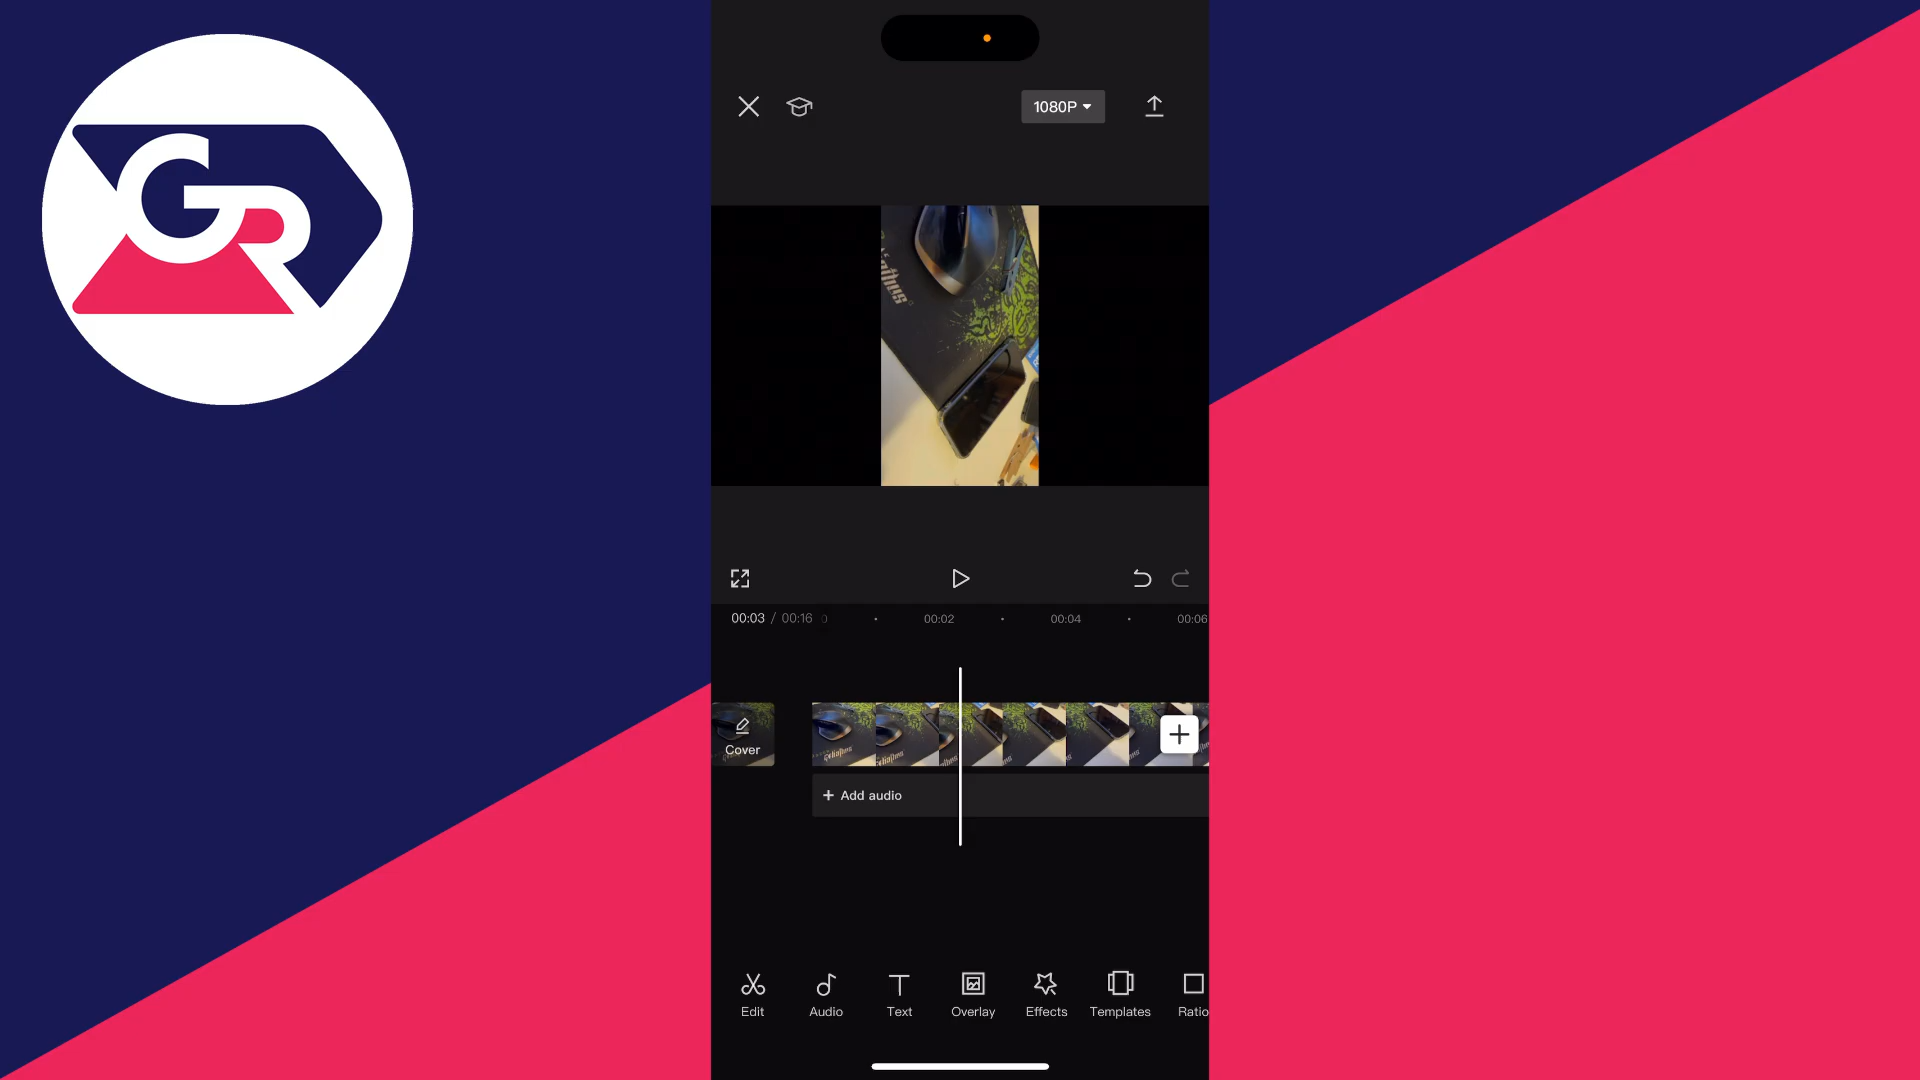 GR
1080P
00:03 / 00:16
00:02
00:04
00:06
Cover
+ Add audio
Edit
Audio
Text
Overlay
Effects
Templates
Ratio